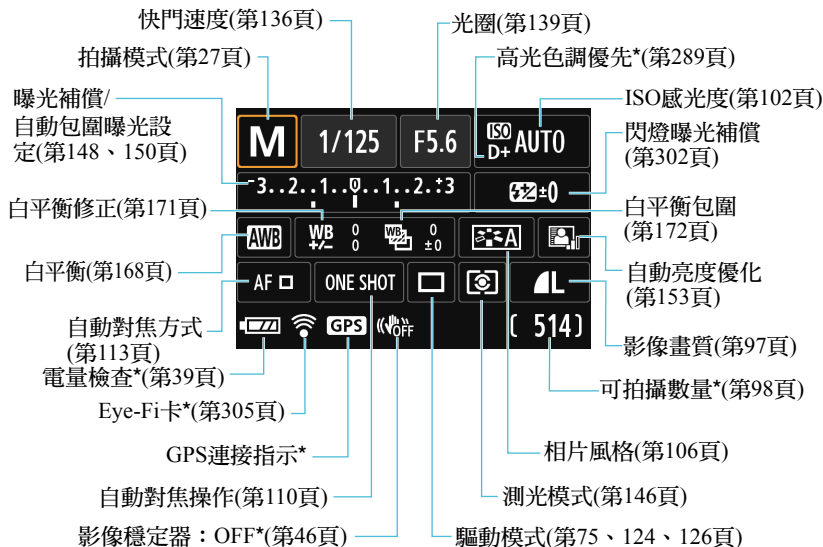 快門速度(第136頁)
光圈(第139頁)
拍攝模式(第27頁)
高光色調優先*(第289頁)
曝光補償/
自動包圍曝光設
定(第148、150頁)
ISO感光度(第102頁)
閃燈曝光補償
(第302頁)
M 1/125 F5.6 ISO D+ AUTO
-3..2..1..0..1..2.:+3 ±0
白平衡修正(第171頁)
白平衡包圍
(第172頁)
AWB WB +/- 0 0 WB 0 ±0 A
白平衡(第168頁)
自動亮度優化
(第153頁)
AF ONE SHOT L
自動對焦方式
(第113頁)
影像畫質(第97頁)
GPS OFF ( 514)
電量檢查*(第39頁)
可拍攝數量*(第98頁)
Eye-Fi卡*(第305頁)
GPS連接指示*
相片風格(第106頁)
自動對焦操作(第110頁)
測光模式(第146頁)
影像穩定器：OFF*(第46頁)
驅動模式(第75、124、126頁)